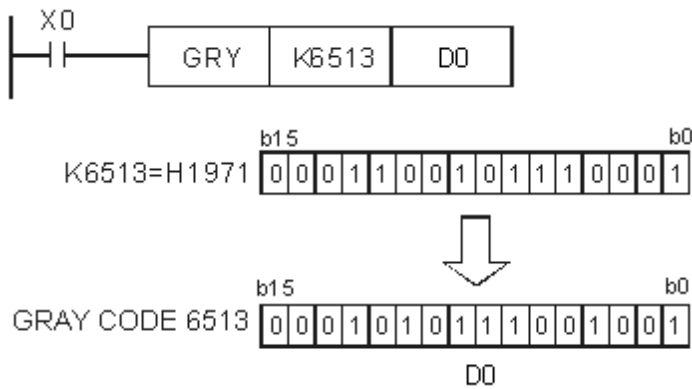 X0
GRY K6513 D0
b15 b0
K6513=H1971 0 0 0 1 1 0 0 1 0 1 1 1 0 0 0 1
b15 b0
GRAY CODE 6513 0 0 0 1 0 1 0 1 1 1 0 0 1 0 0 1
D0